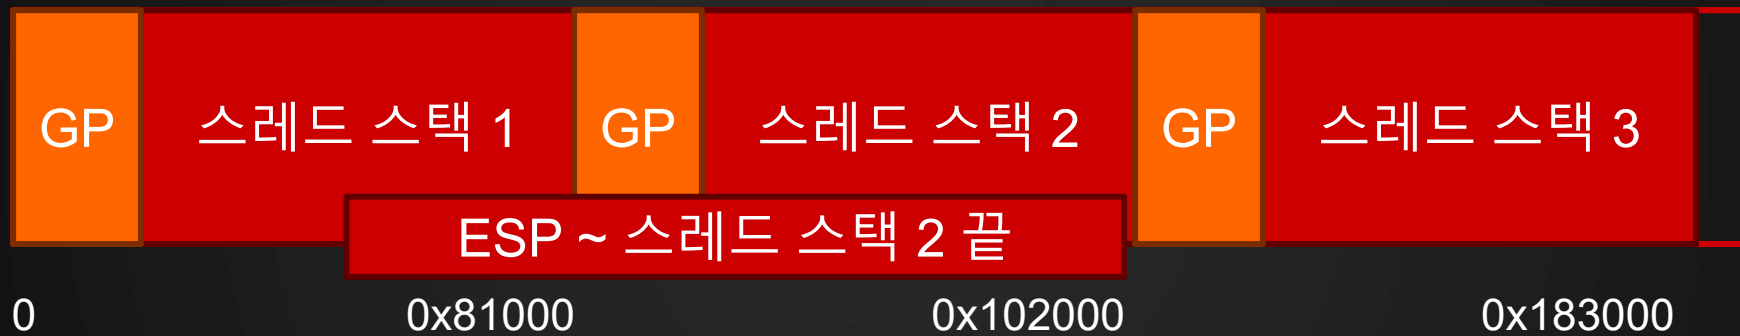 GP 스레드 스택 1 GP 스레드 스택 2 GP 스레드 스택 3
ESP ~ 스레드 스택 2 끝
0 0x81000 0x102000 0x183000